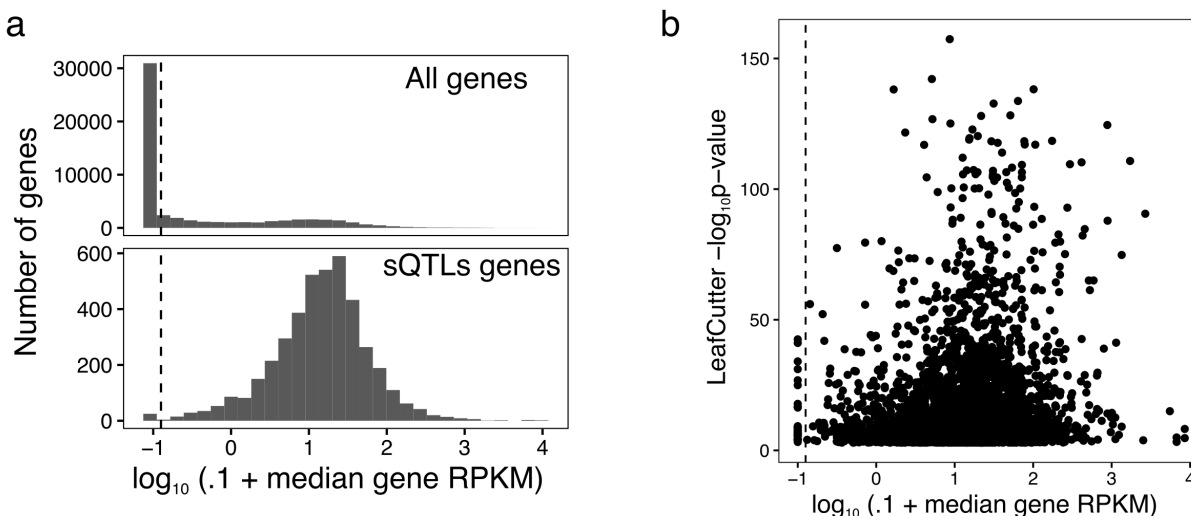 a
30000
20000
10000
0
All genes
600
400
200
0
sQTLs genes
Number of genes
−1 0 1 2 3 4
log₁₀ (.1 + median gene RPKM)
b
150
100
50
0
LeafCutter −log₁₀p−value
−1 0 1 2 3 4
log₁₀ (.1 + median gene RPKM)